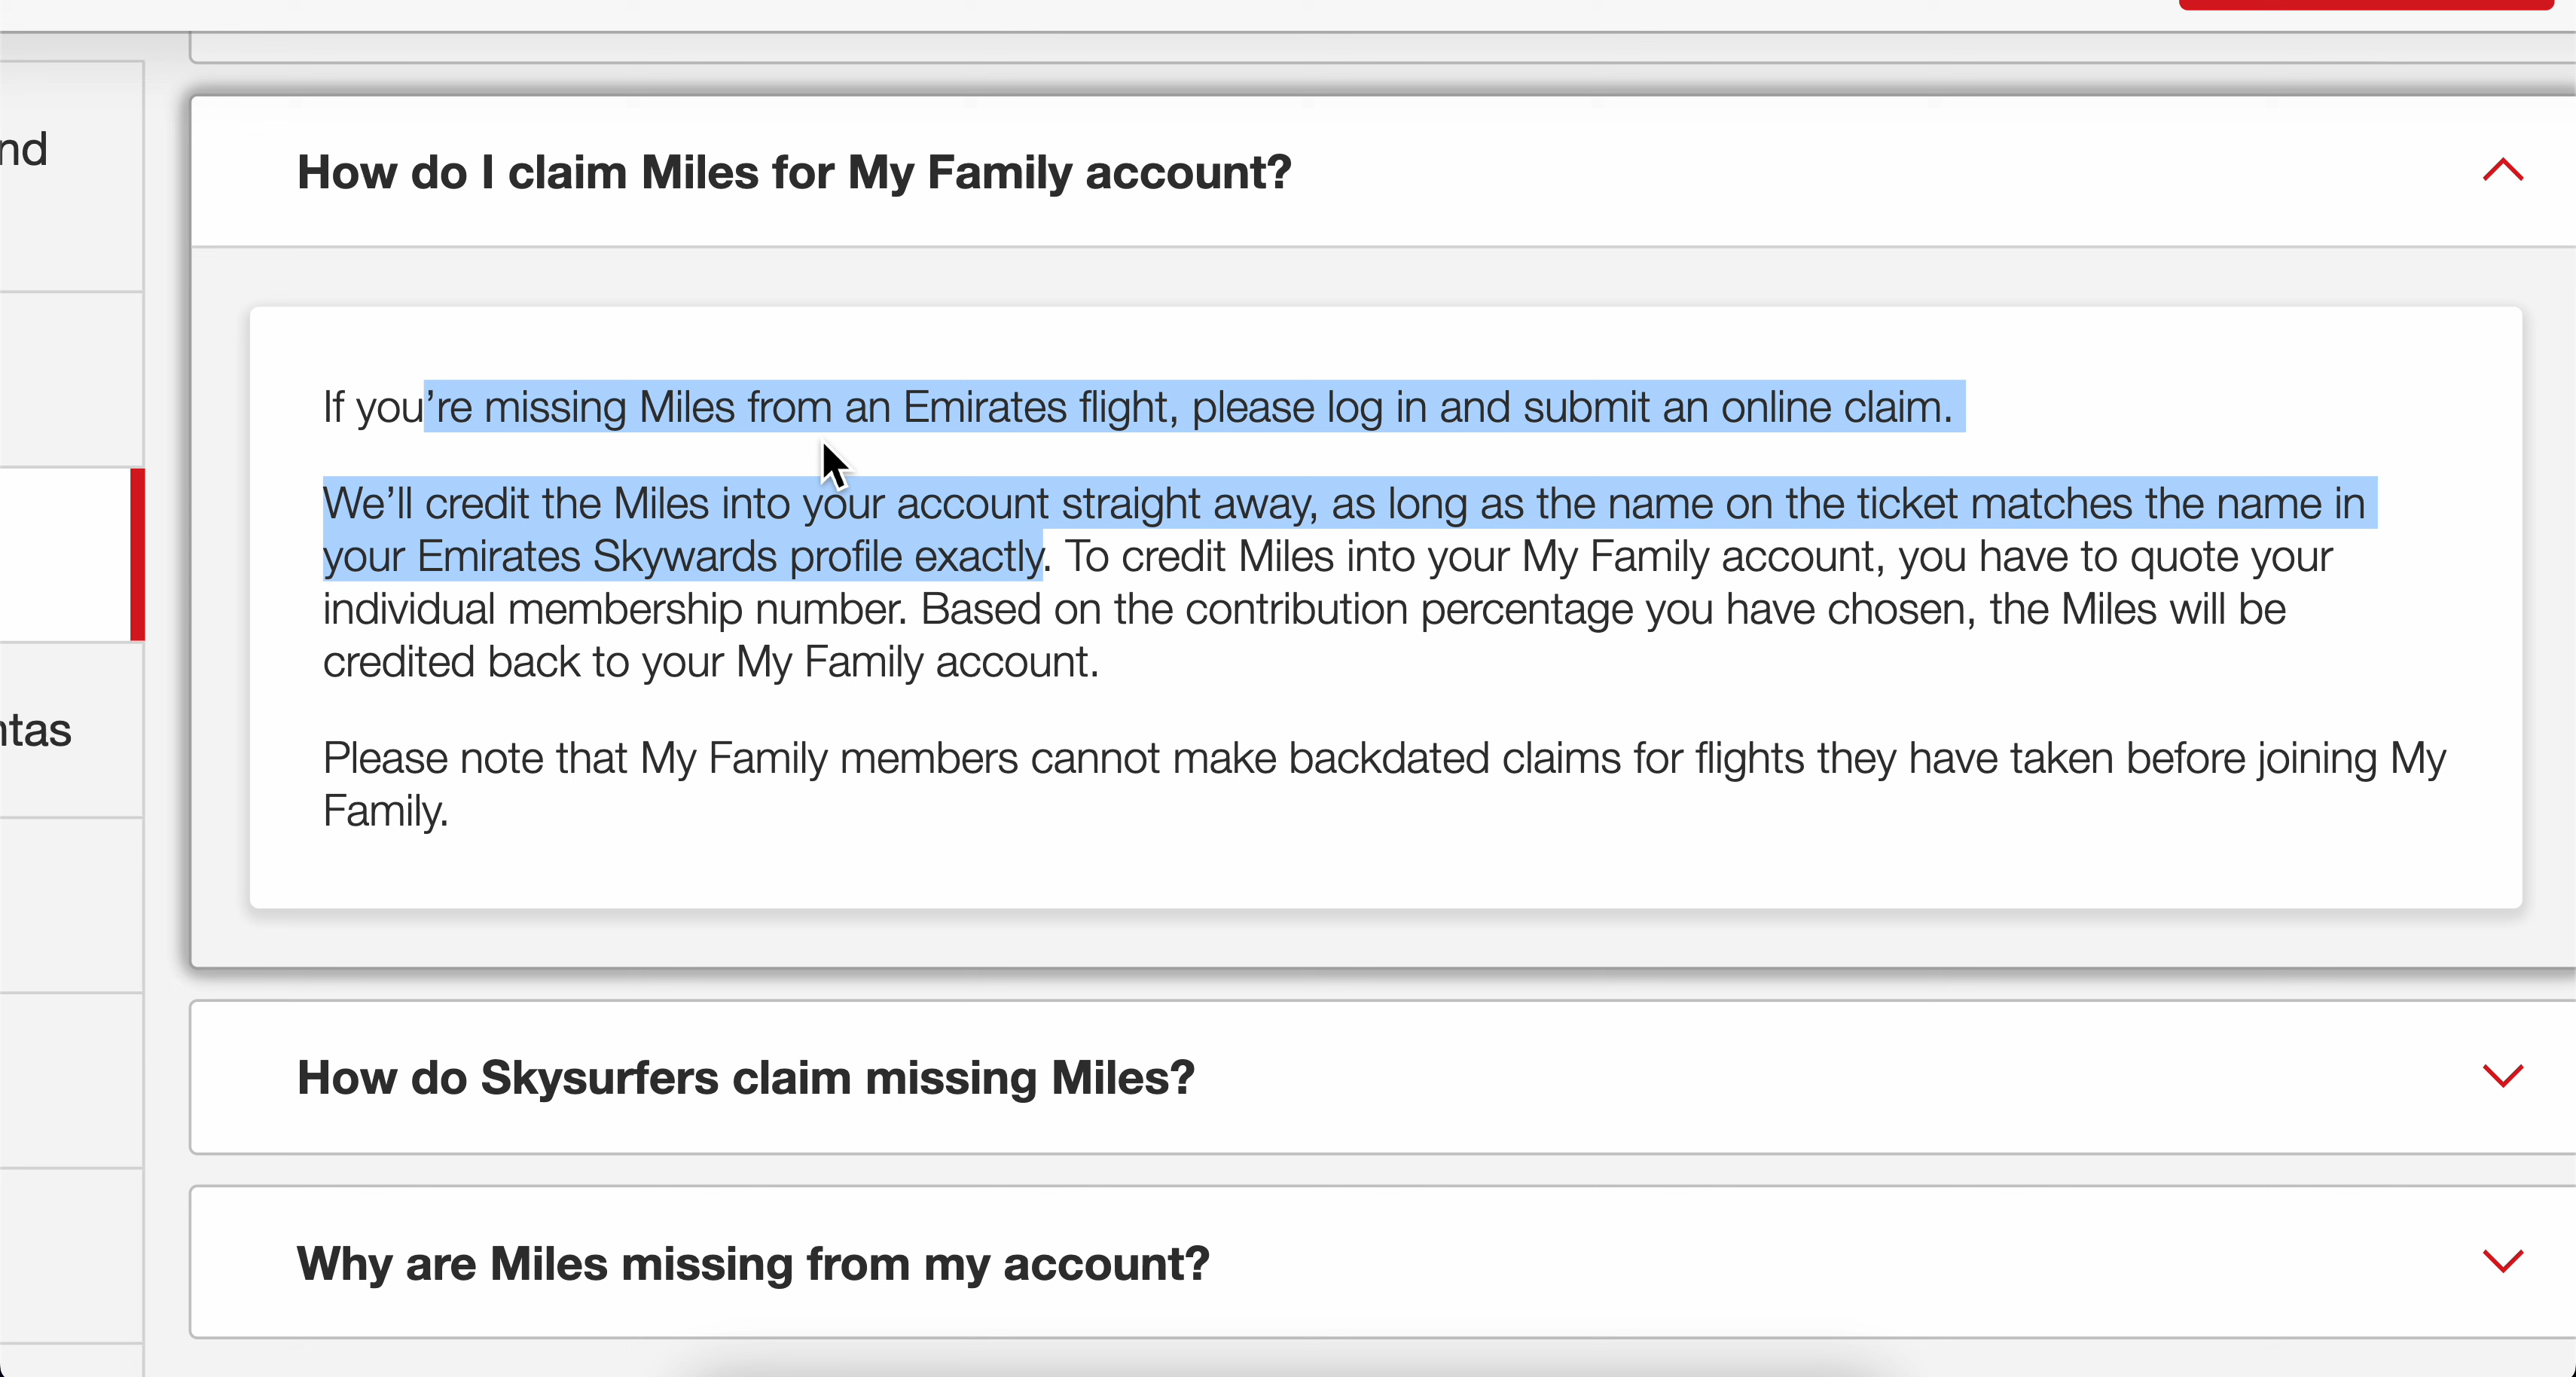 nd
ntas
How do I claim Miles for My Family account?
If you’re missing Miles from an Emirates flight, please log in and submit an online claim.
We’ll credit the Miles into your account straight away, as long as the name on the ticket matches the name in
your Emirates Skywards profile exactly. To credit Miles into your My Family account, you have to quote your
individual membership number. Based on the contribution percentage you have chosen, the Miles will be
credited back to your My Family account.
Please note that My Family members cannot make backdated claims for flights they have taken before joining My
Family.
How do Skysurfers claim missing Miles?
Why are Miles missing from my account?